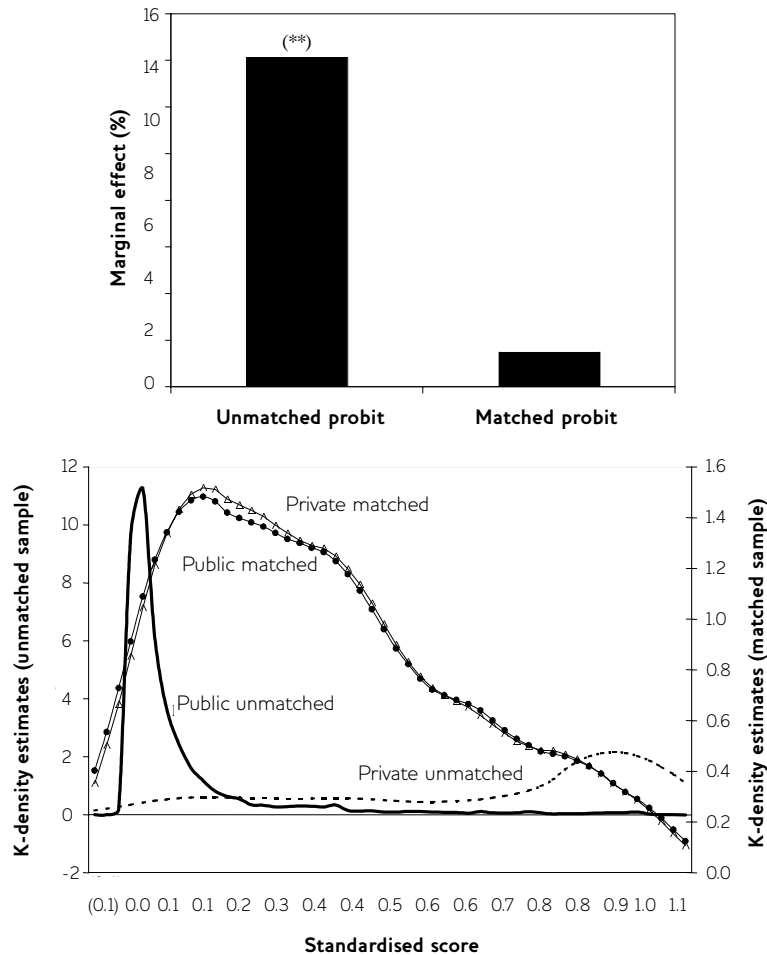 16
(**)
14
10
8
6
4
2
0
Marginal effect (%)
Unmatched probit
Matched probit
12
10
8
6
4
2
0
-2
K-density estimates (unmatched sample)
1.6
1.4
1.2
1.0
0.8
0.6
0.4
0.2
0.0
K-density estimates (matched sample)
Private matched
Public matched
Public unmatched
Private unmatched
(0.1) 0.0 0.1 0.1 0.2 0.3 0.4 0.4 0.5 0.6 0.6 0.7 0.8 0.8 0.9 1.0 1.1
Standardised score